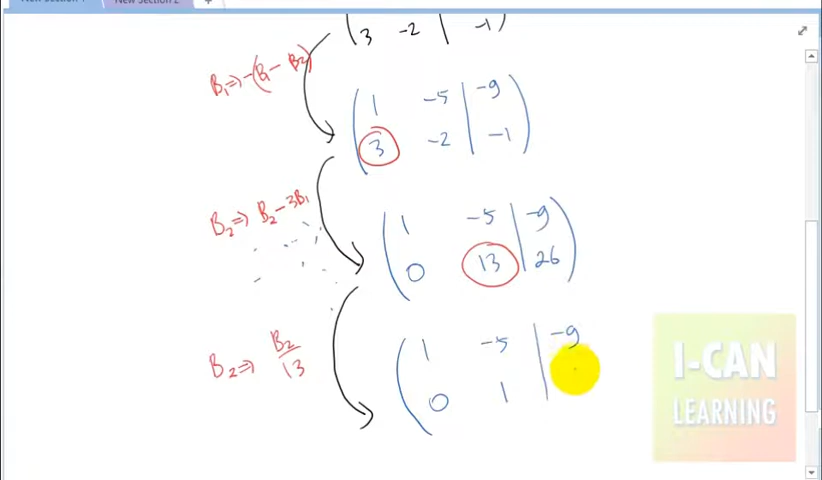 New Section 1 New Section 2 +
3 -2 | -1
B₁ ⇒ -(B₁ - B₂)
1 -5 | -9
3 -2 | -1
B₂ ⇒ B₂ - 3B₁
1 -5 | -9
0 13 | 26
B₂ ⇒ B₂/13
1 -5 | -9
0 1 |
I-CAN
LEARNING